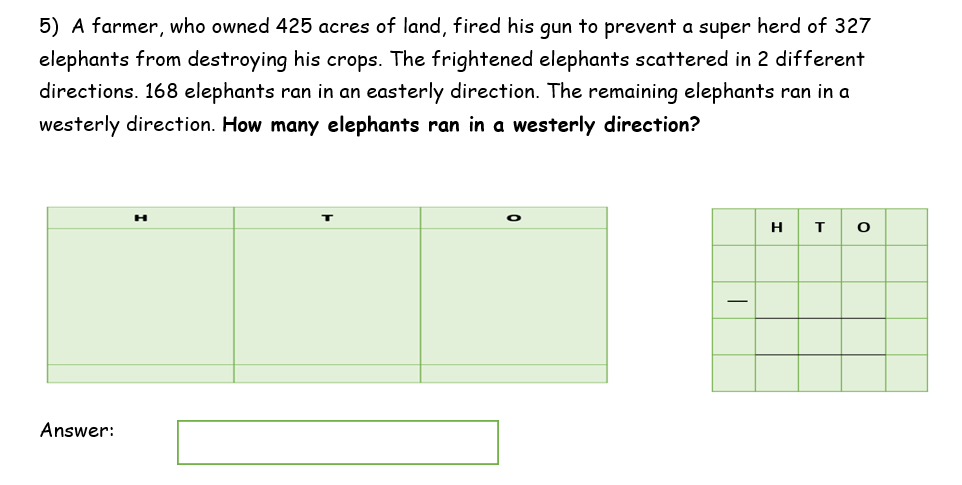 5) A farmer, who owned 425 acres of land, fired his gun to prevent a super herd of 327
elephants from destroying his crops. The frightened elephants scattered in 2 different
directions. 168 elephants ran in an easterly direction. The remaining elephants ran in a
westerly direction. How many elephants ran in a westerly direction?
H T O
H T O
—
Answer: